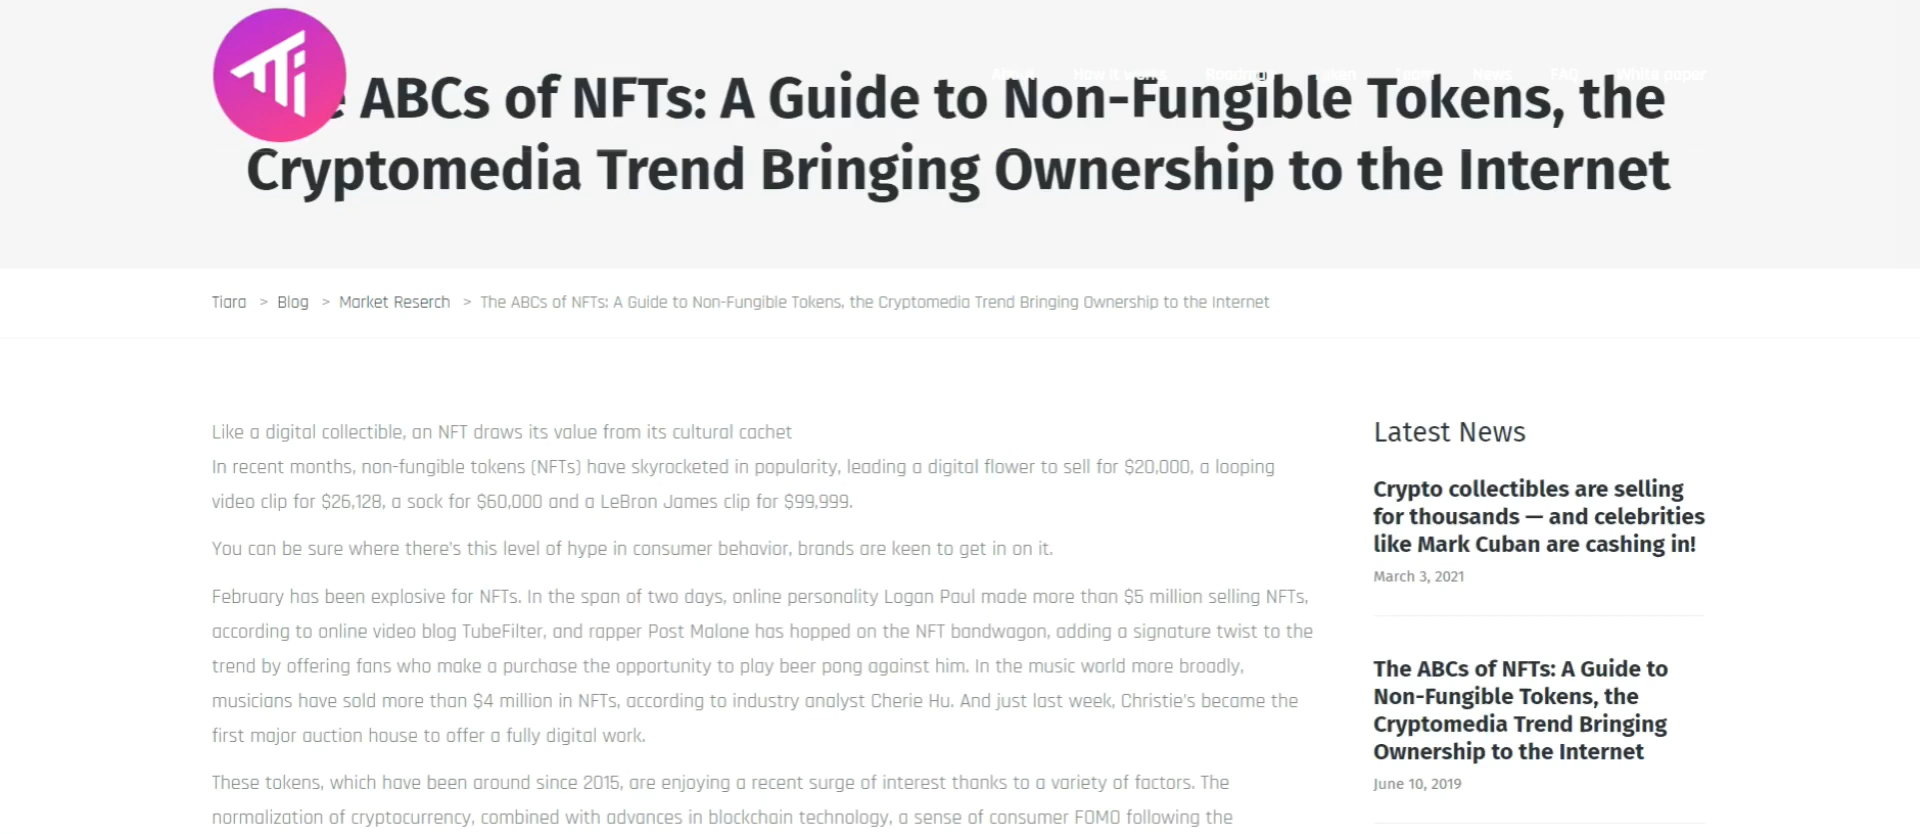 About How it works Roadmap Token Team News FAQ White paper
ABCs of NFTs: A Guide to Non-Fungible Tokens, the
Cryptomedia Trend Bringing Ownership to the Internet
Tiara > Blog > Market Reserch > The ABCs of NFTs: A Guide to Non-Fungible Tokens, the Cryptomedia Trend Bringing Ownership to the Internet
Like a digital collectible, an NFT draws its value from its cultural cachet
In recent months, non-fungible tokens (NFTs) have skyrocketed in popularity, leading a digital flower to sell for $20,000, a looping
video clip for $26,128, a sock for $60,000 and a LeBron James clip for $99,999.
You can be sure where there's this level of hype in consumer behavior, brands are keen to get in on it.
February has been explosive for NFTs. In the span of two days, online personality Logan Paul made more than $5 million selling NFTs,
according to online video blog TubeFilter, and rapper Post Malone has hopped on the NFT bandwagon, adding a signature twist to the
trend by offering fans who make a purchase the opportunity to play beer pong against him. In the music world more broadly,
musicians have sold more than $4 million in NFTs, according to industry analyst Cherie Hu. And just last week, Christie's became the
first major auction house to offer a fully digital work.
These tokens, which have been around since 2015, are enjoying a recent surge of interest thanks to a variety of factors. The
normalization of cryptocurrency, combined with advances in blockchain technology, a sense of consumer FOMO following the
Latest News
Crypto collectibles are selling
for thousands — and celebrities
like Mark Cuban are cashing in!
March 3, 2021
The ABCs of NFTs: A Guide to
Non-Fungible Tokens, the
Cryptomedia Trend Bringing
Ownership to the Internet
June 10, 2019